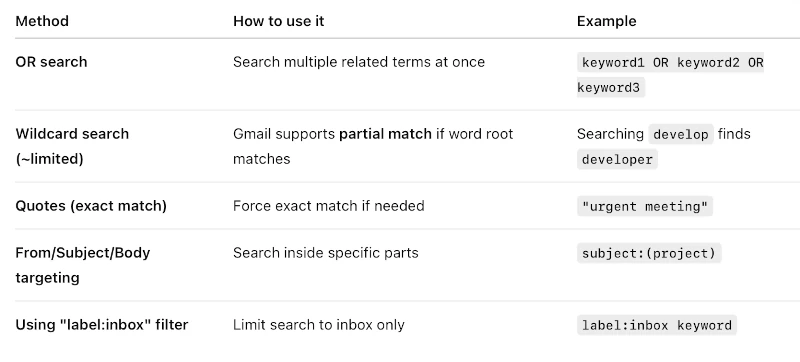 Method How to use it Example
OR search Search multiple related terms at once keyword1 OR keyword2 OR
keyword3
Wildcard search Gmail supports partial match if word root Searching develop finds
(~limited) matches developer
Quotes (exact match) Force exact match if needed "urgent meeting"
From/Subject/Body Search inside specific parts subject:(project)
targeting
Using "label:inbox" filter Limit search to inbox only label:inbox keyword